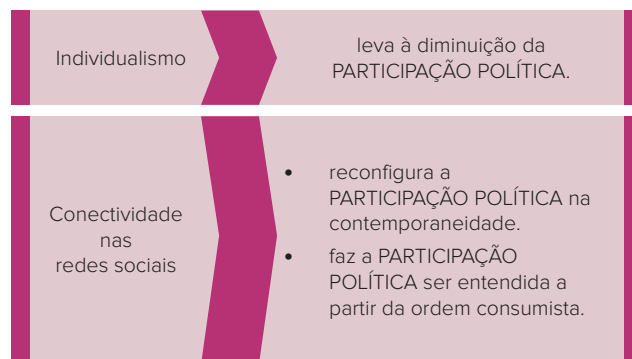 Individualismo
leva à diminuição da
PARTICIPAÇÃO POLÍTICA.
Conectividade
nas
redes sociais
• reconfigura a
PARTICIPAÇÃO POLÍTICA na
contemporaneidade.
• faz a PARTICIPAÇÃO
POLÍTICA ser entendida a
partir da ordem consumista.